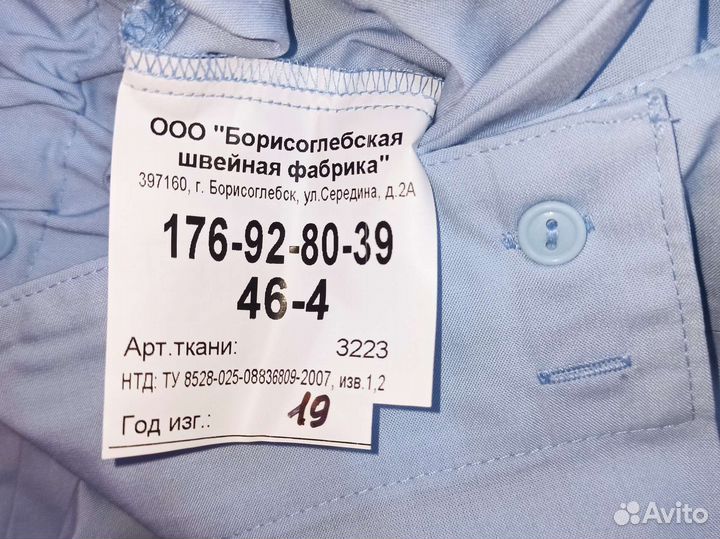 ООО "Борисоглебская
швейная фабрика"
397160, г. Борисоглебск, ул.Середина, д.2А
176-92-80-39
46-4
Арт.ткани: 3223
НТД: ТУ 8528-025-08836809-2007, изв.1,2
Год изг.: 19
Avito